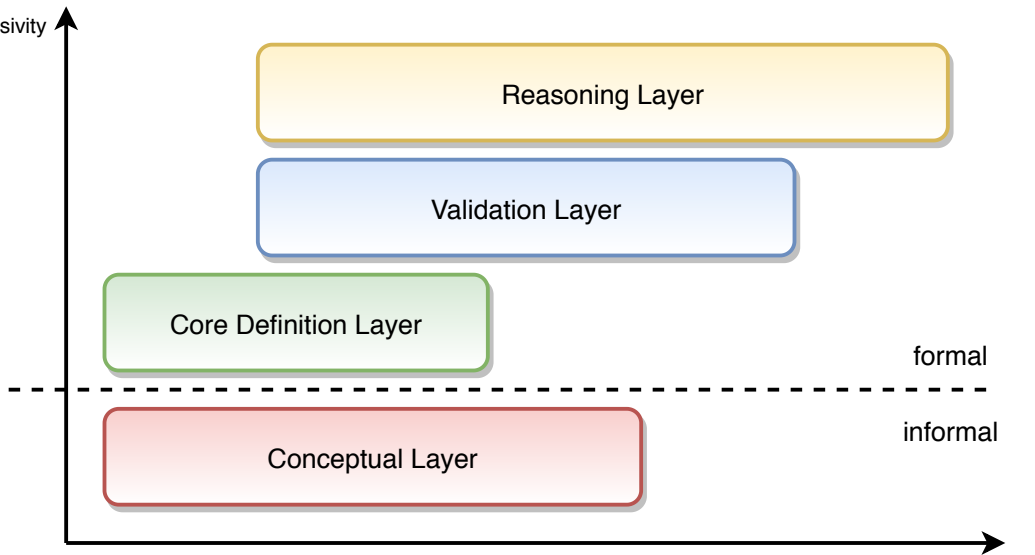 sivity
Reasoning Layer
Validation Layer
Core Definition Layer
formal
informal
Conceptual Layer